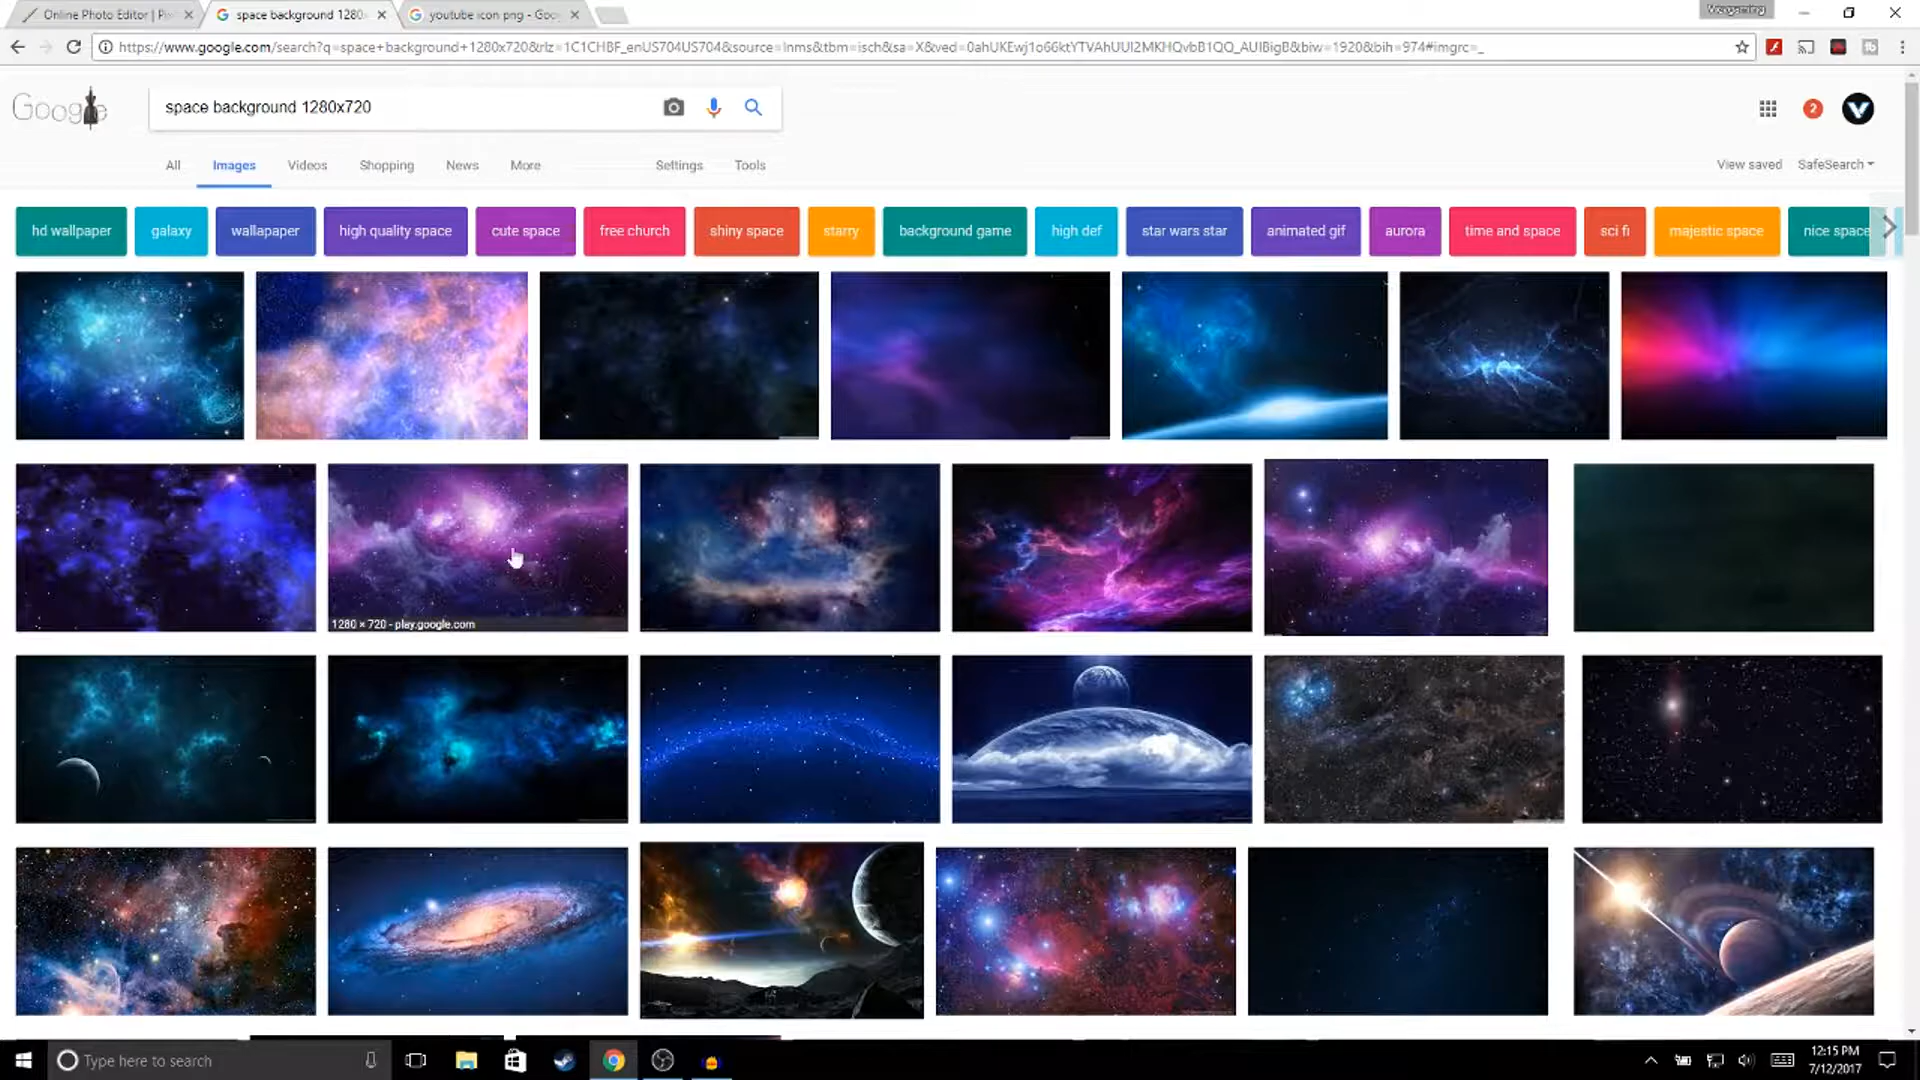 Online Photo Editor | Pi
space background 1280
youtube icon png - Goo
https://www.google.com/search?q=space+background+1280x720&rlz=1C1CHBF_enUS704US704&source=lnms&tbm=isch&sa=X&ved=0ahUKEwj1o66ktYTVAhUUI2MKHQvbB1QQ_AUIBigB&biw=1920&bih=974#imgrc=_
Google
space background 1280x720
2
All
Images
Videos
Shopping
News
More
Settings
Tools
View saved
SafeSearch
hd wallpaper
galaxy
wallapaper
high quality space
cute space
free church
shiny space
starry
background game
high def
star wars star
animated gif
aurora
time and space
sci fi
majestic space
nice space
1280 × 720 - play.google.com
Type here to search
12:15 PM
7/12/2017